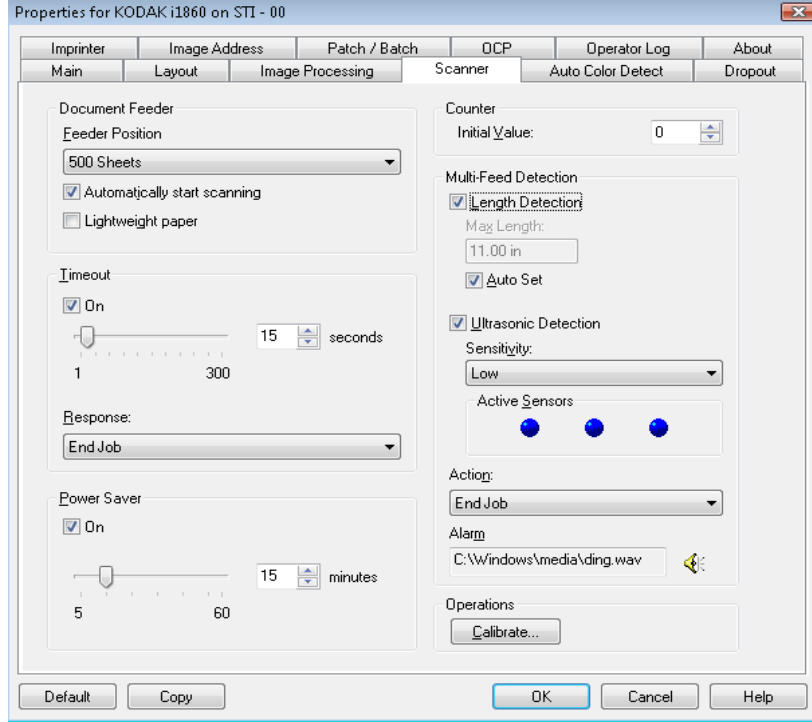 Properties for KODAK i1860 on STI - 00
Imprinter
Image Address
Patch / Batch
OCP
Operator Log
About
Main
Layout
Image Processing
Scanner
Auto Color Detect
Dropout
Document Feeder
Feeder Position
500 Sheets
Automatically start scanning
Lightweight paper
Timeout
On
15 seconds
1 300
Response:
End Job
Power Saver
On
15 minutes
5 60
Counter
Initial Value: 0
Multi-Feed Detection
Length Detection
Max Length:
11.00 in
Auto Set
Ultrasonic Detection
Sensitivity:
Low
Active Sensors
Action:
End Job
Alarm
C:\Windows\media\ding.wav
Operations
Calibrate...
Default
Copy
OK
Cancel
Help